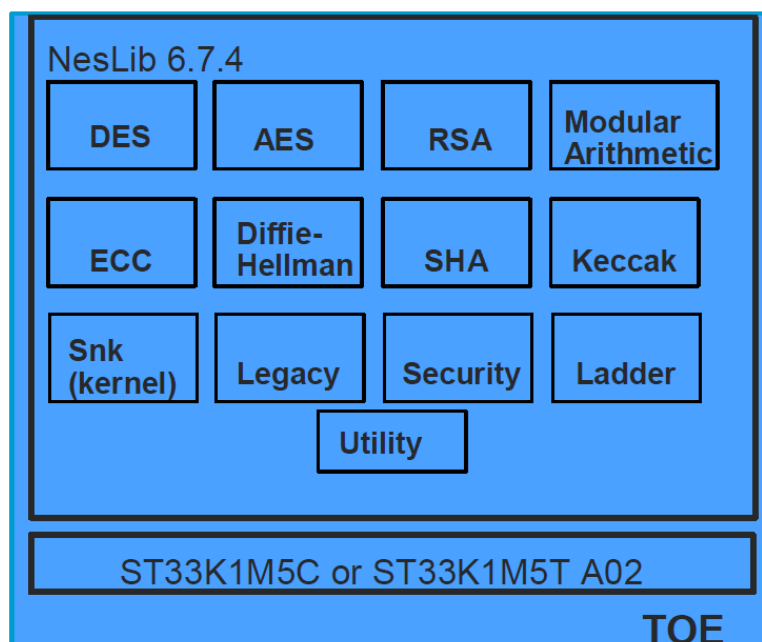 NesLib 6.7.4
DES
AES
RSA
Modular
Arithmetic
ECC
Diffie-
Hellman
SHA
Keccak
Snk
(kernel)
Legacy
Security
Ladder
Utility
ST33K1M5C or ST33K1M5T A02
TOE